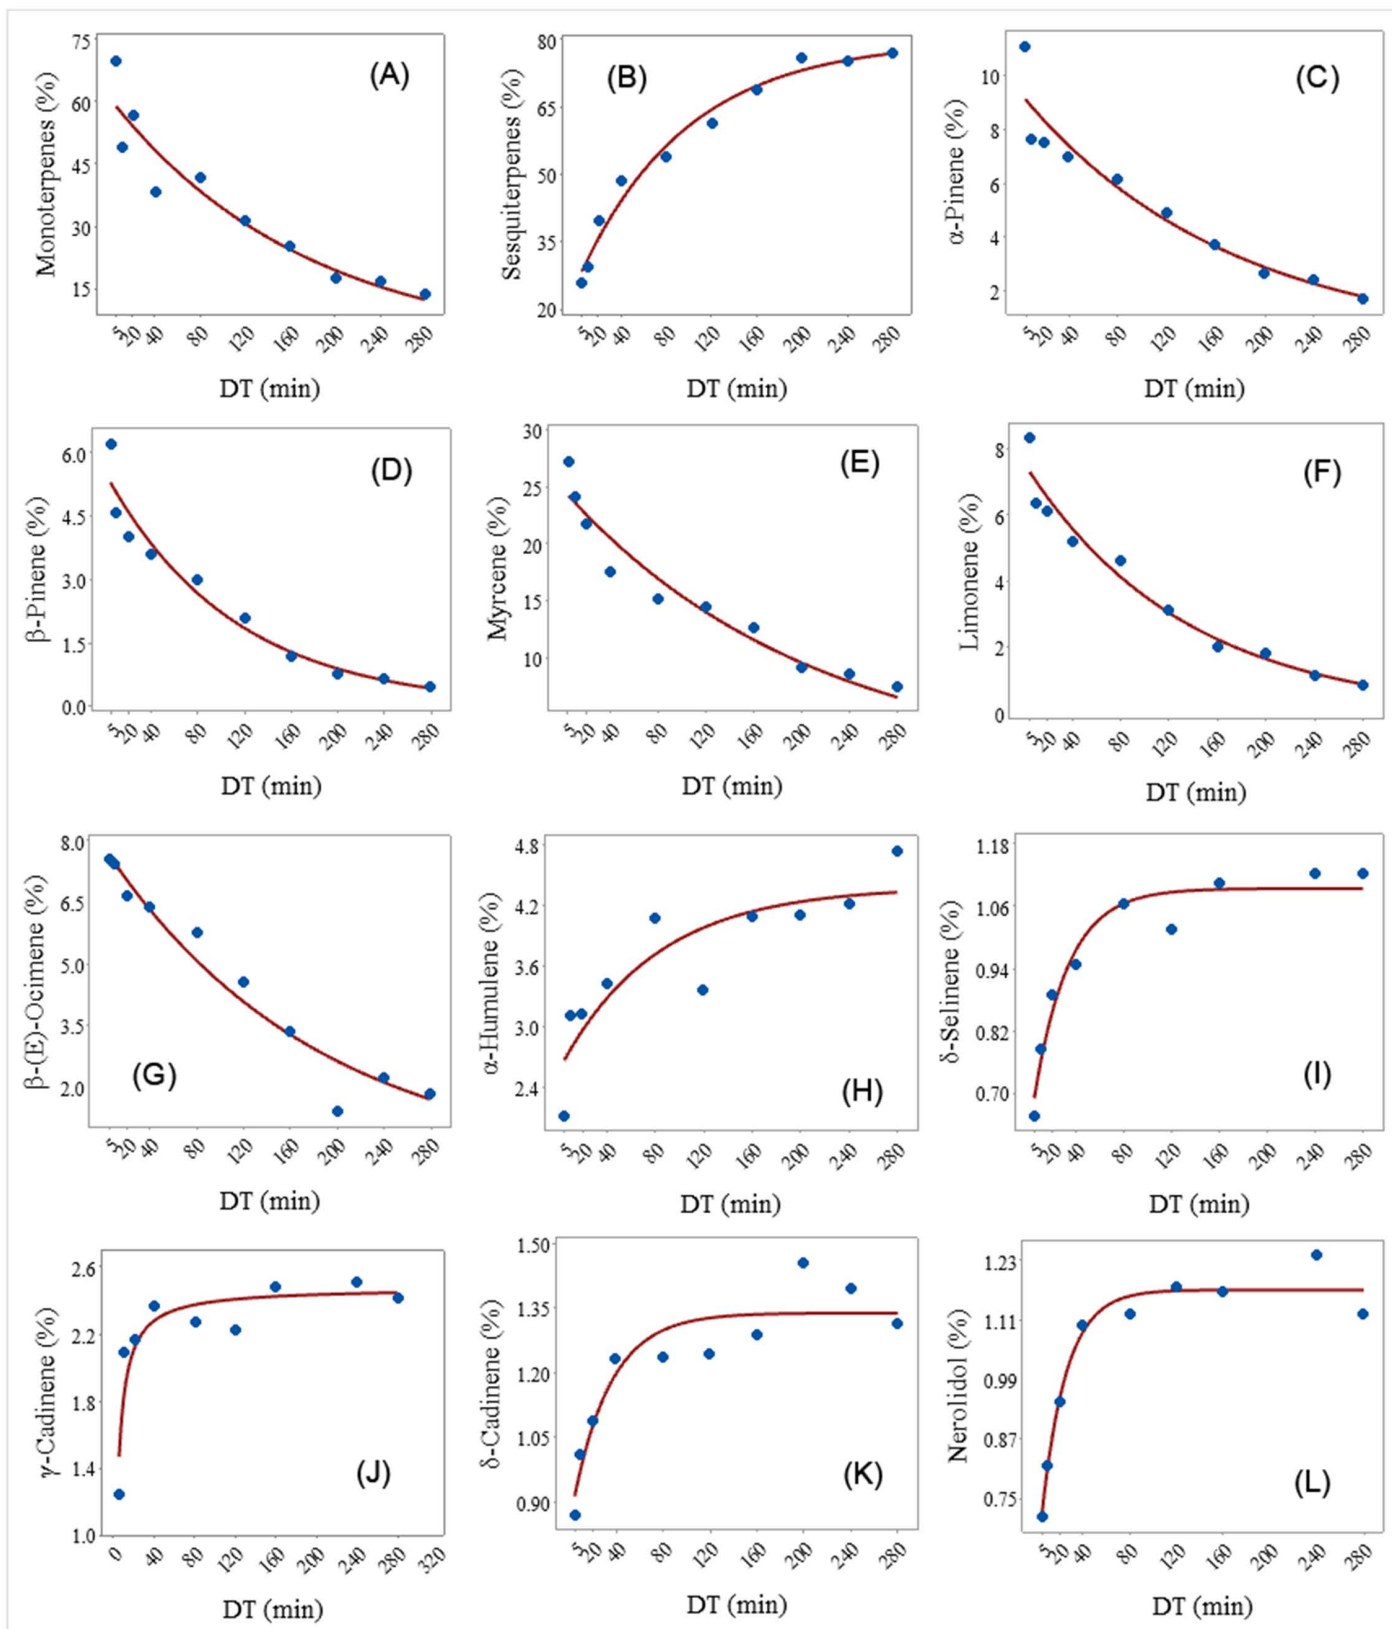 (A)
Monoterpenes (%)
75
60
45
30
15
5 20 40 80 120 160 200 240 280
DT (min)
(B)
Sesquiterpenes (%)
80
65
50
35
20
5 20 40 80 120 160 200 240 280
DT (min)
(C)
α-Pinene (%)
10
8
6
4
2
5 20 40 80 120 160 200 240 280
DT (min)
(D)
β-Pinene (%)
6.0
4.5
3.0
1.5
0.0
5 20 40 80 120 160 200 240 280
DT (min)
(E)
Myrcene (%)
30
25
20
15
10
5 20 40 80 120 160 200 240 280
DT (min)
(F)
Limonene (%)
8
6
4
2
0
5 20 40 80 120 160 200 240 280
DT (min)
(G)
β-(E)-Ocimene (%)
8.0
6.5
5.0
3.5
2.0
5 20 40 80 120 160 200 240 280
DT (min)
(H)
α-Humulene (%)
4.8
4.2
3.6
3.0
2.4
5 20 40 80 120 160 200 240 280
DT (min)
(I)
δ-Selinene (%)
1.18
1.06
0.94
0.82
0.70
5 20 40 80 120 160 200 240 280
DT (min)
(J)
γ-Cadinene (%)
2.6
2.2
1.8
1.4
1.0
0 40 80 120 160 200 240 280 320
DT (min)
(K)
δ-Cadinene (%)
1.50
1.35
1.20
1.05
0.90
5 20 40 80 120 160 200 240 280
DT (min)
(L)
Nerolidol (%)
1.23
1.11
0.99
0.87
0.75
5 20 40 80 120 160 200 240 280
DT (min)